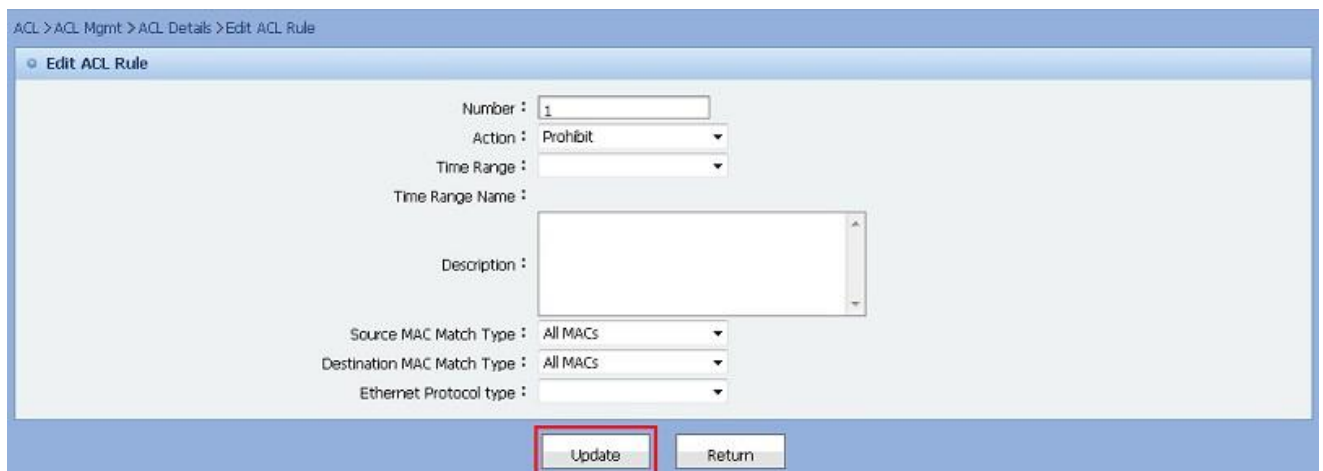 ACL >ACL Mgmt >ACL Details >Edit ACL Rule
Edit ACL Rule
Number : 1
Action : Prohibit
Time Range :
Time Range Name :
Description :
Source MAC Match Type : All MACs
Destination MAC Match Type : All MACs
Ethernet Protocol type :
Update Return